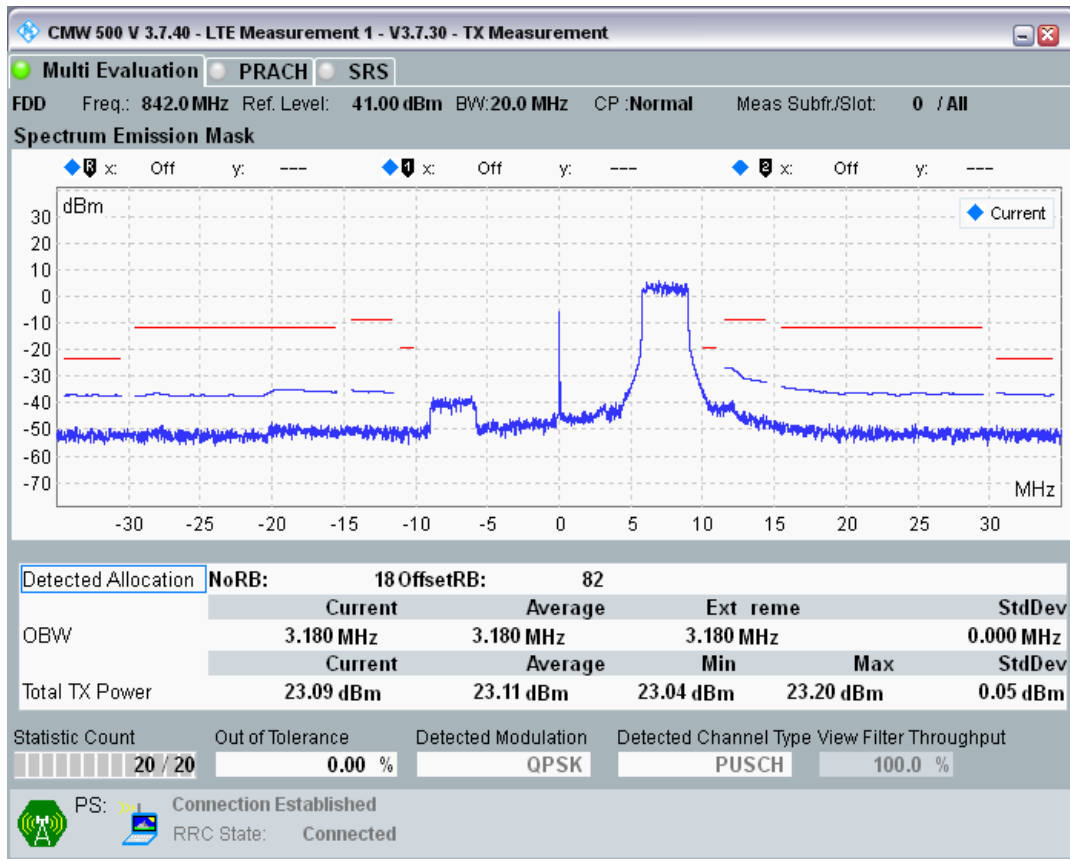 CMW 500 V 3.7.40 - LTE Measurement 1 - V3.7.30 - TX Measurement
Multi Evaluation PRACH SRS
FDD Freq.: 842.0 MHz Ref. Level: 41.00 dBm BW:20.0 MHz CP :Normal Meas Subfr./Slot: 0 / All
Spectrum Emission Mask
R x: Off y: --- 1 x: Off y: --- 2 x: Off y: ---
dBm
Current
30
20
10
0
-10
-20
-30
-40
-50
-60
-70
MHz
-30 -25 -20 -15 -10 -5 0 5 10 15 20 25 30
Detected Allocation NoRB: 18 OffsetRB: 82
Current Average Ext reme StdDev
OBW 3.180 MHz 3.180 MHz 3.180 MHz 0.000 MHz
Current Average Min Max StdDev
Total TX Power 23.09 dBm 23.11 dBm 23.04 dBm 23.20 dBm 0.05 dBm
Statistic Count Out of Tolerance Detected Modulation Detected Channel Type View Filter Throughput
20 / 20 0.00 % QPSK PUSCH 100.0 %
PS: Connection Established
RRC State: Connected